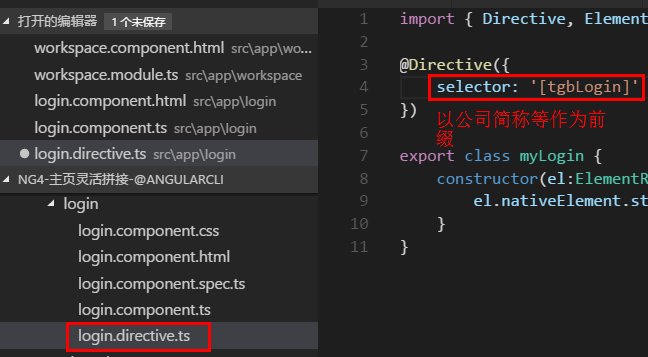 打开的编辑器 1 个未保存
workspace.component.html src\app\wo...
workspace.module.ts src\app\workspace
login.component.html src\app\login
login.component.ts src\app\login
login.directive.ts src\app\login
NG4-主页灵活拼接-@ANGULARCLI
login
login.component.css
login.component.html
login.component.spec.ts
login.component.ts
login.directive.ts
1 import { Directive, Element
2
3 @Directive({
4 selector: '[tgbLogin]'
5 })
以公司简称等作为前
缀
6
7 export class myLogin {
8 constructor(el:ElementR
9 el.nativeElement.st
10 }
11 }